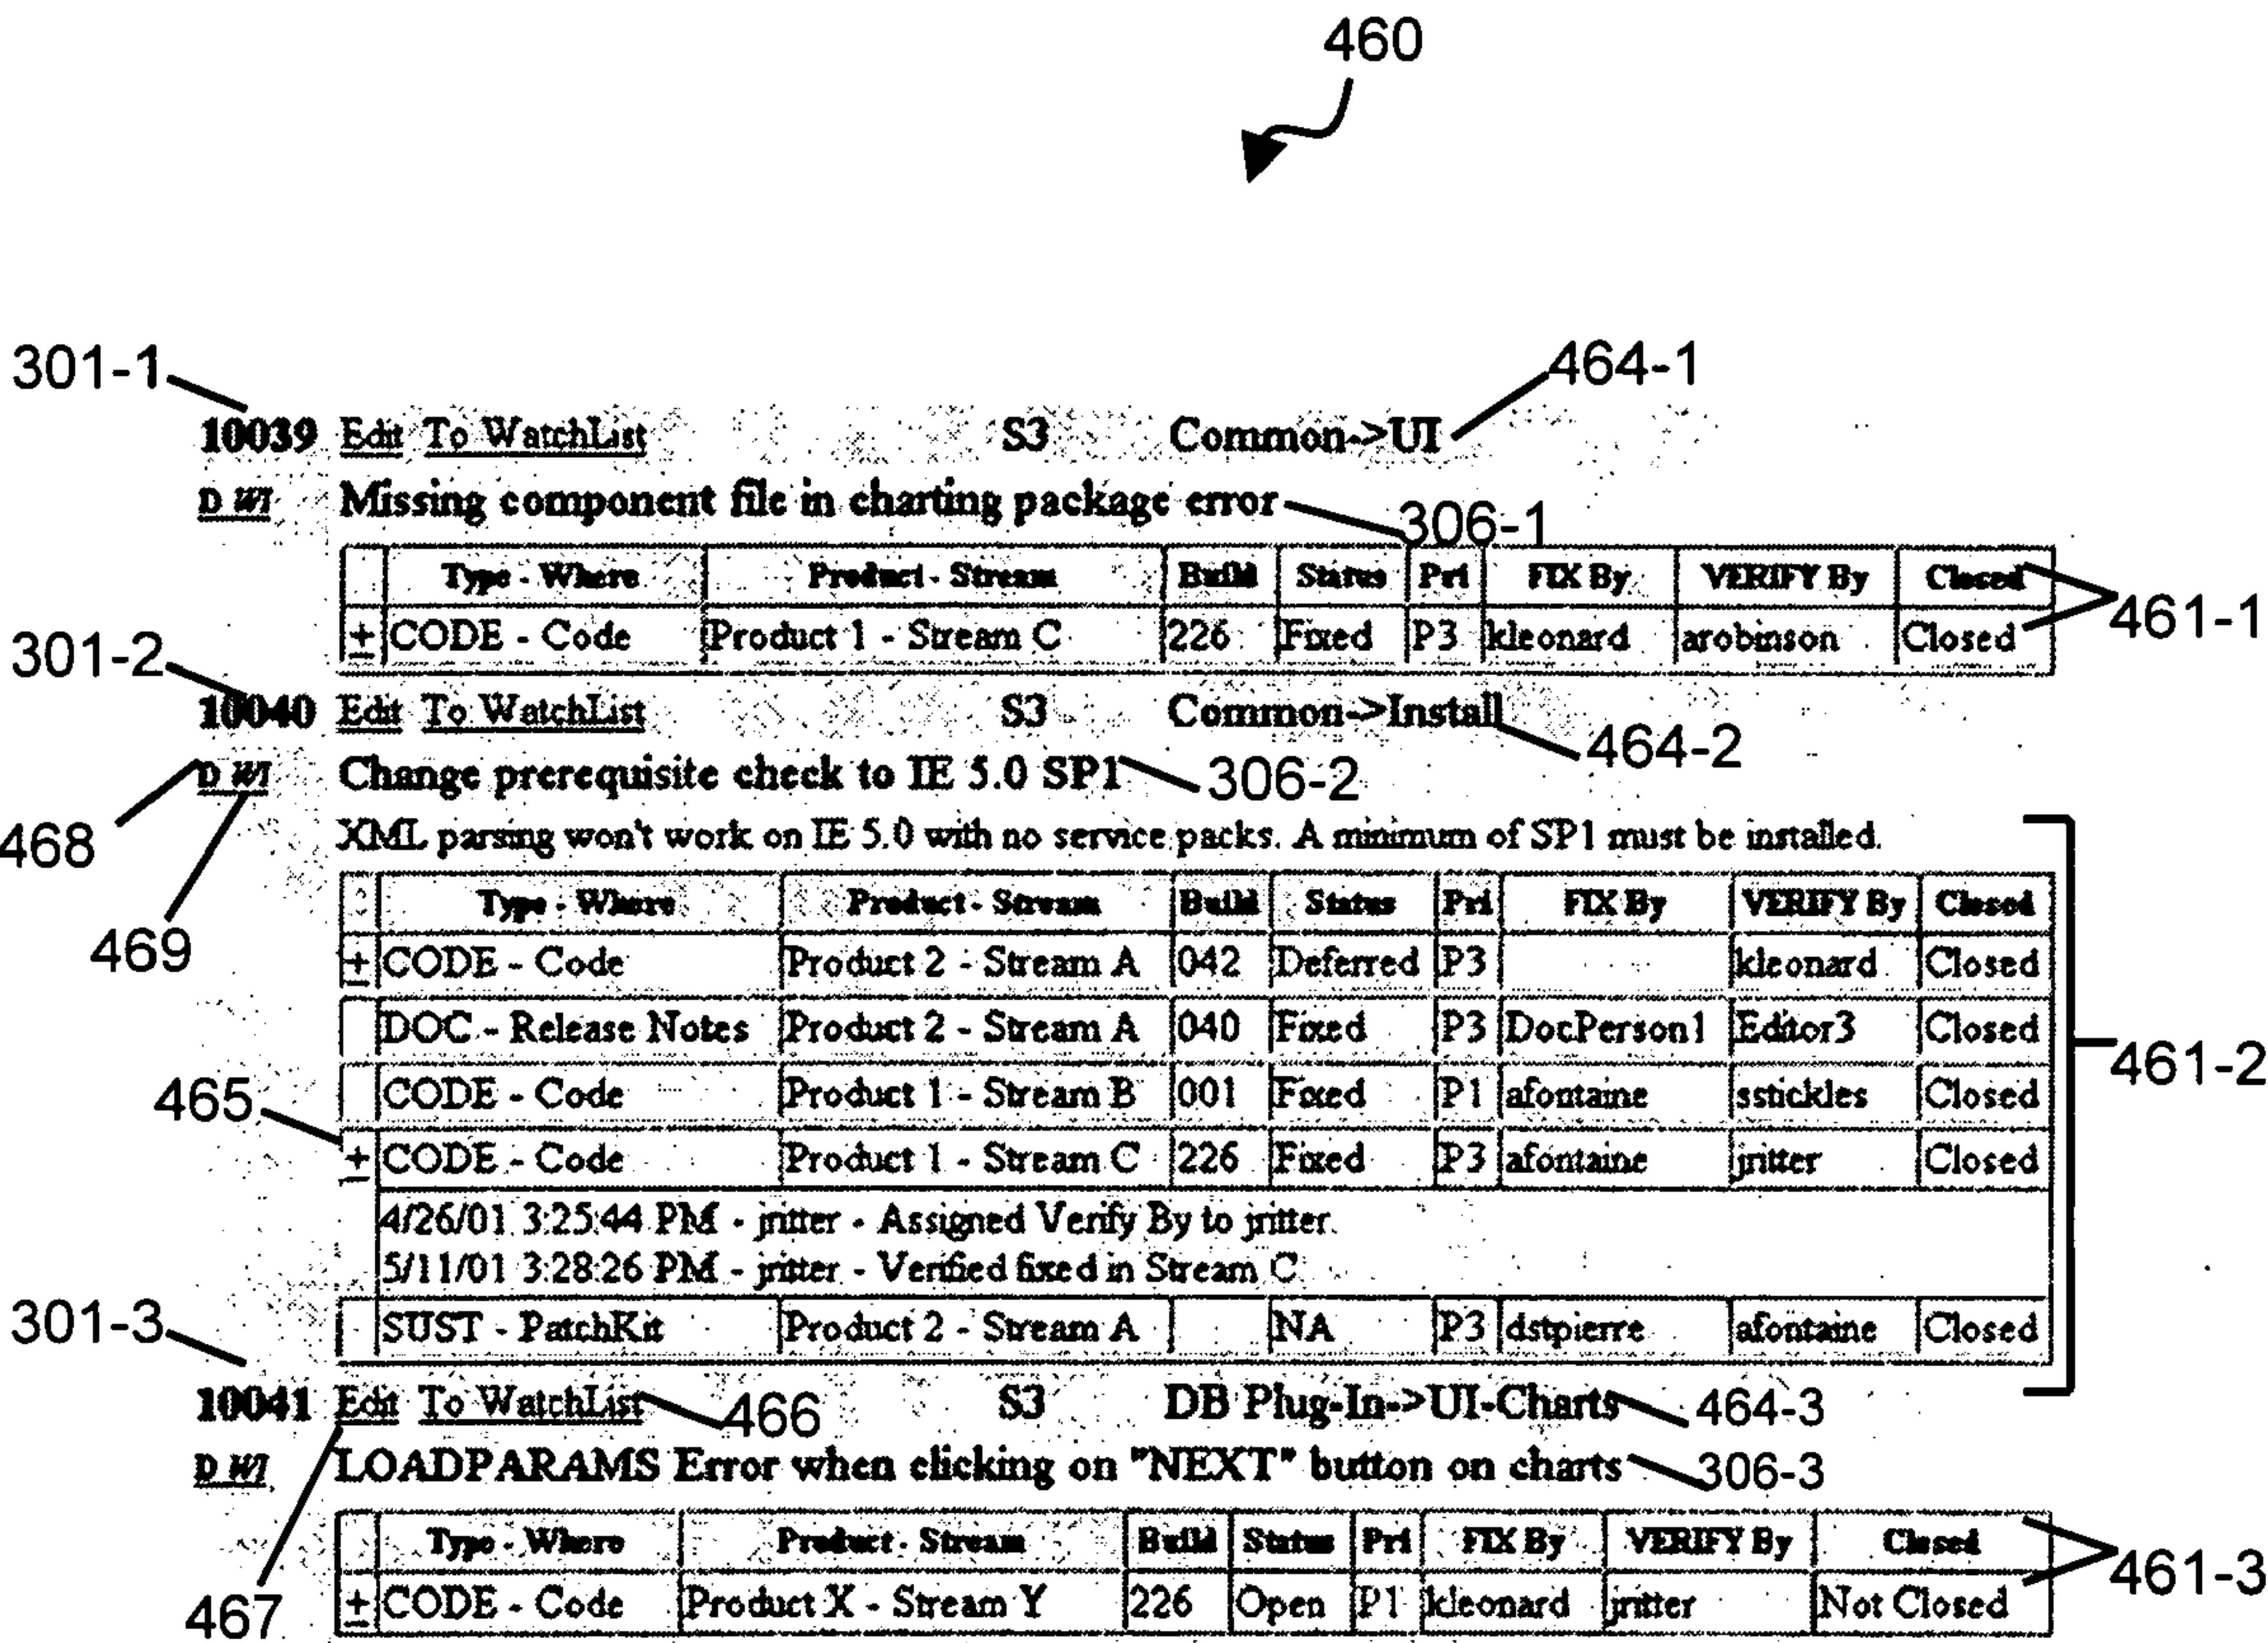 460
301-1
464-1
10039 Edit To WatchList S3 Common->UI
D WI Missing component file in charting package error
306-1
Type - Where Product - Stream Build Status Pri FIX By VERIFY By Closed
461-1
+ CODE - Code Product 1 - Stream C 226 Fixed P3 kleonard arobinson Closed
301-2
10040 Edit To WatchList S3 Common->Install
464-2
D WI Change prerequisite check to IE 5.0 SP1
306-2
468
XML parsing won't work on IE 5.0 with no service packs. A minimum of SP1 must be installed.
Type - Where Product - Stream Build Status Pri FIX By VERIFY By Closed
469
+ CODE - Code Product 2 - Stream A 042 Deferred P3 kleonard Closed
DOC - Release Notes Product 2 - Stream A 040 Fixed P3 DocPerson1 Editor3 Closed
461-2
465
CODE - Code Product 1 - Stream B 001 Fixed P1 afontaine sstickles Closed
+ CODE - Code Product 1 - Stream C 226 Fixed P3 afontaine jritter Closed
4/26/01 3:25:44 PM - jritter - Assigned Verify By to jritter.
5/11/01 3:28:26 PM - jritter - Verified fixed in Stream C
301-3
SUST - PatchKit Product 2 - Stream A NA P3 dstpierre afontaine Closed
10041 Edit To WatchList 466 S3 DB Plug-In->UI-Charts 464-3
D WI LOADPARAMS Error when clicking on "NEXT" button on charts 306-3
Type - Where Product - Stream Build Status Pri FIX By VERIFY By Closed
461-3
467
+ CODE - Code Product X - Stream Y 226 Open P1 kleonard jritter Not Closed